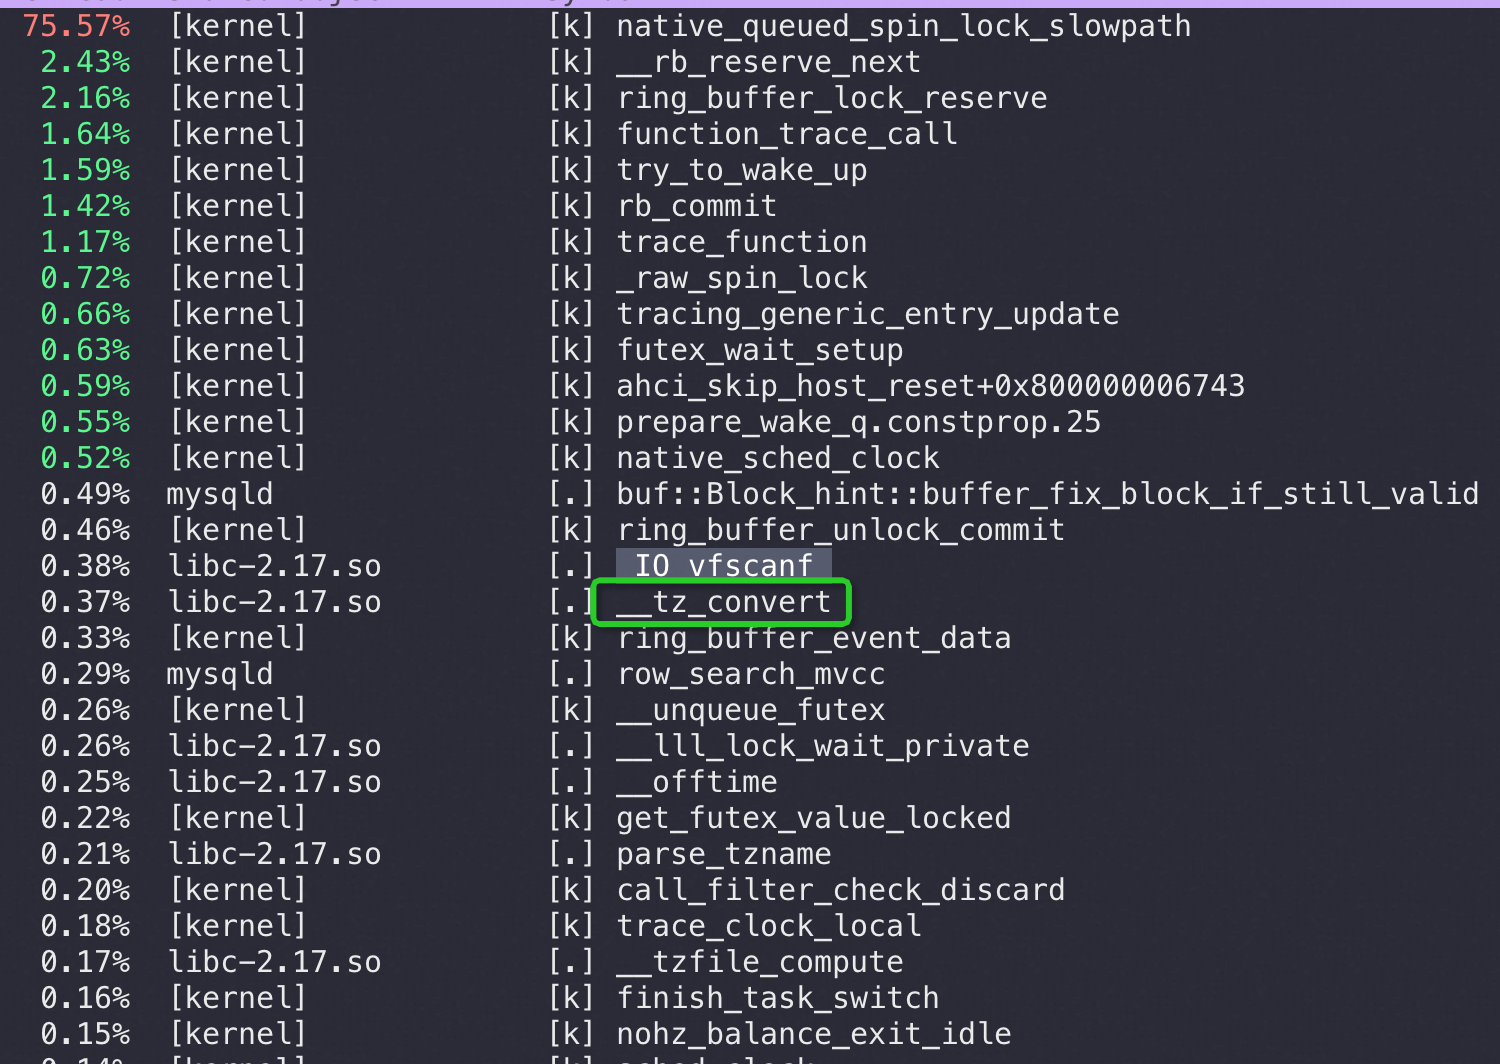 75.57% [kernel] [k] native_queued_spin_lock_slowpath
2.43% [kernel] [k] __rb_reserve_next
2.16% [kernel] [k] ring_buffer_lock_reserve
1.64% [kernel] [k] function_trace_call
1.59% [kernel] [k] try_to_wake_up
1.42% [kernel] [k] rb_commit
1.17% [kernel] [k] trace_function
0.72% [kernel] [k] _raw_spin_lock
0.66% [kernel] [k] tracing_generic_entry_update
0.63% [kernel] [k] futex_wait_setup
0.59% [kernel] [k] ahci_skip_host_reset+0x800000006743
0.55% [kernel] [k] prepare_wake_q.constprop.25
0.52% [kernel] [k] native_sched_clock
0.49% mysqld [.] buf::Block_hint::buffer_fix_block_if_still_valid
0.46% [kernel] [k] ring_buffer_unlock_commit
0.38% libc-2.17.so [.] _IO_vfscanf
0.37% libc-2.17.so [.] __tz_convert
0.33% [kernel] [k] ring_buffer_event_data
0.29% mysqld [.] row_search_mvcc
0.26% [kernel] [k] __unqueue_futex
0.26% libc-2.17.so [.] __lll_lock_wait_private
0.25% libc-2.17.so [.] __offtime
0.22% [kernel] [k] get_futex_value_locked
0.21% libc-2.17.so [.] parse_tzname
0.20% [kernel] [k] call_filter_check_discard
0.18% [kernel] [k] trace_clock_local
0.17% libc-2.17.so [.] __tzfile_compute
0.16% [kernel] [k] finish_task_switch
0.15% [kernel] [k] nohz_balance_exit_idle